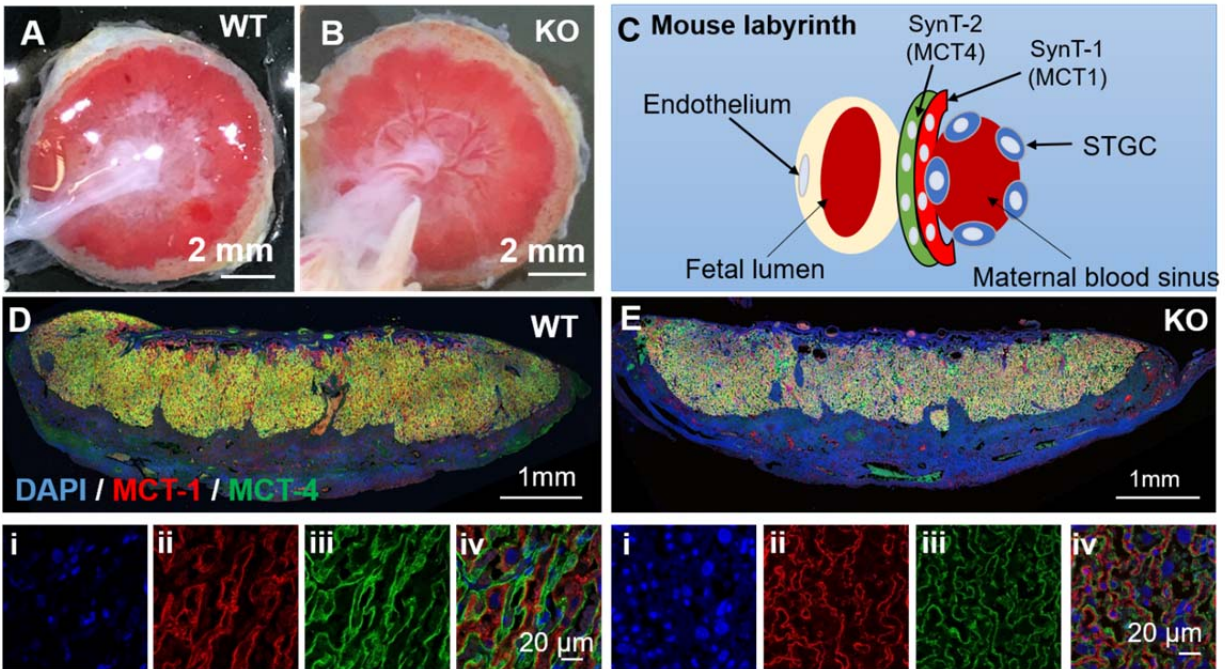 A
WT
2 mm
B
KO
2 mm
C Mouse labyrinth
SynT-2
(MCT4)
SynT-1
(MCT1)
Endothelium
STGC
Fetal lumen
Maternal blood sinus
D
WT
DAPI / MCT-1 / MCT-4
1mm
E
KO
1mm
i
ii
iii
iv
20 µm
i
ii
iii
iv
20 µm